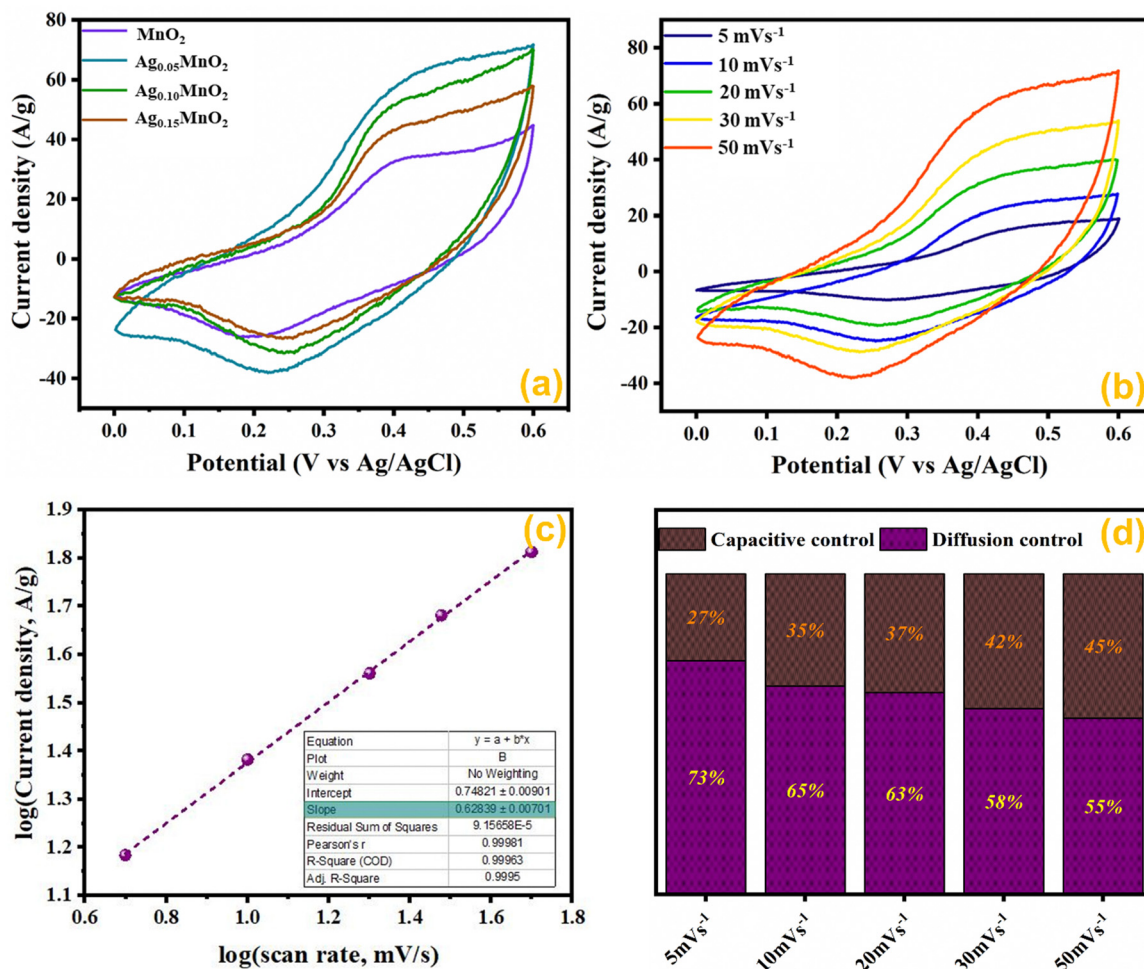 MnO₂
Ag₀.₀₅MnO₂
Ag₀.₁₀MnO₂
Ag₀.₁₅MnO₂
80
60
40
20
0
-20
-40
Current density (A/g)
0.0 0.1 0.2 0.3 0.4 0.5 0.6
Potential (V vs Ag/AgCl)
(a)
5 mVs⁻¹
10 mVs⁻¹
20 mVs⁻¹
30 mVs⁻¹
50 mVs⁻¹
80
60
40
20
0
-20
-40
Current density (A/g)
0.0 0.1 0.2 0.3 0.4 0.5 0.6
Potential (V vs Ag/AgCl)
(b)
(c)
1.9
1.8
1.7
1.6
1.5
1.4
1.3
1.2
1.1
log(Current density, A/g)
Equation y = a + b*x
Plot B
Weight No Weighting
Intercept 0.74821 ± 0.00901
Slope 0.62839 ± 0.00701
Residual Sum of Squares 9.15658E-5
Pearson's r 0.99981
R-Square (COD) 0.99963
Adj. R-Square 0.9995
0.6 0.8 1.0 1.2 1.4 1.6 1.8
log(scan rate, mV/s)
Capacitive control Diffusion control
(d)
27% 35% 37% 42% 45%
73% 65% 63% 58% 55%
5mVs⁻¹ 10mVs⁻¹ 20mVs⁻¹ 30mVs⁻¹ 50mVs⁻¹